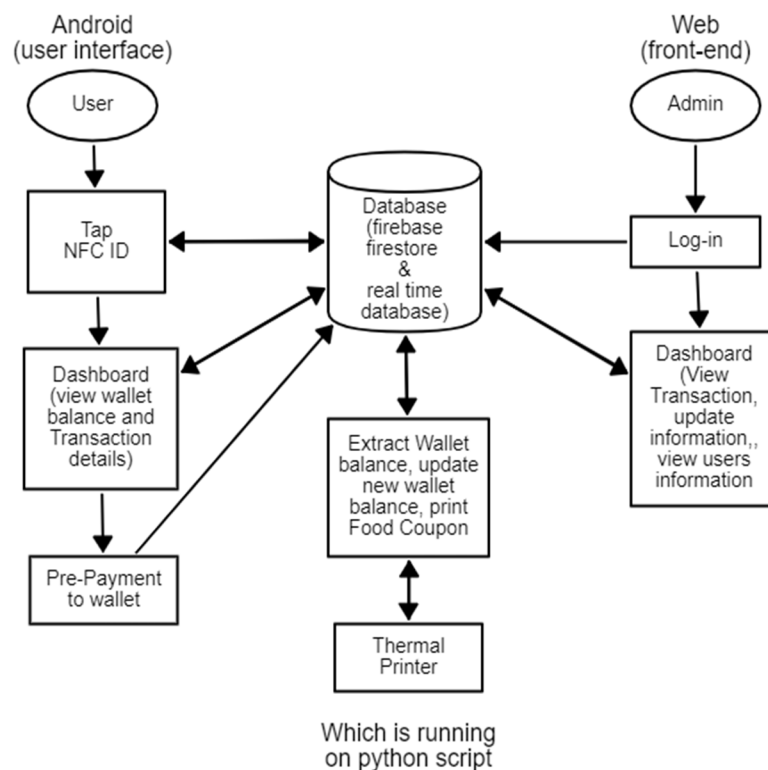 Android
(user interface)
User
Tap
NFC ID
Dashboard
(view wallet
balance and
Transaction
details)
Pre-Payment
to wallet
Database
(firebase
firestore
&
real time
database)
Extract Wallet
balance, update
new wallet
balance, print
Food Coupon
Thermal
Printer
Which is running
on python script
Web
(front-end)
Admin
Log-in
Dashboard
(View
Transaction,
update
information,,
view users
information